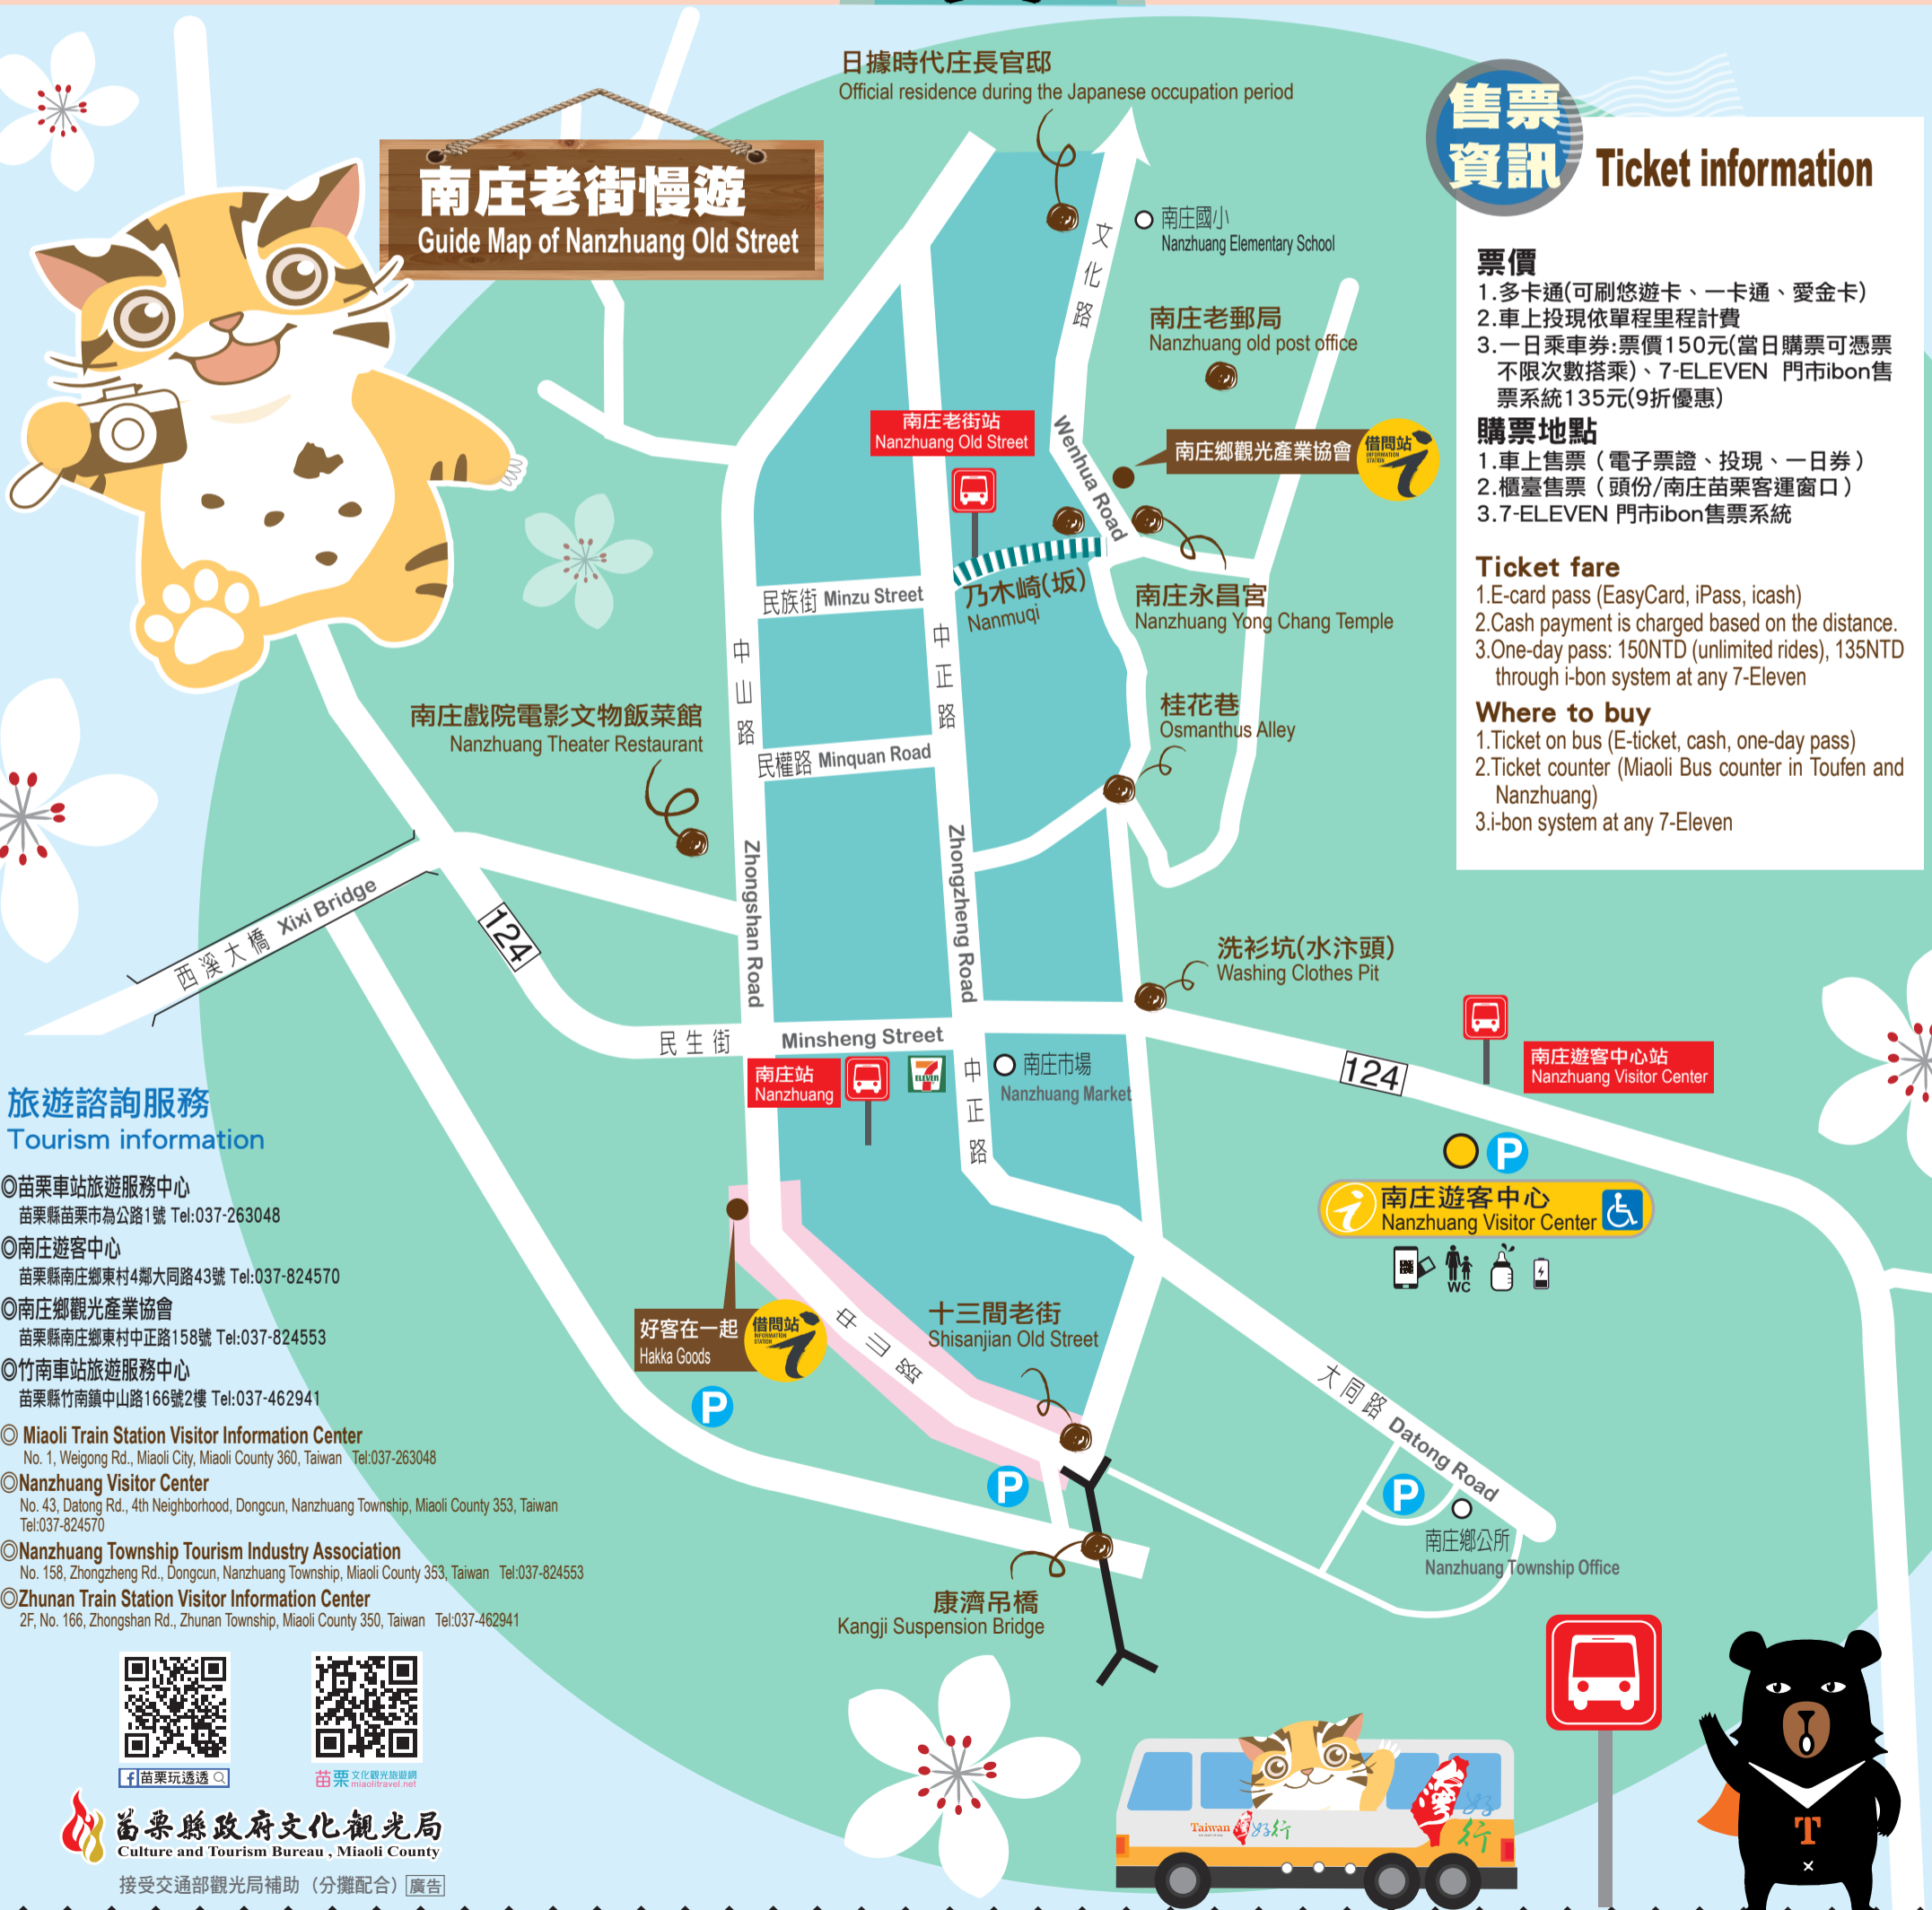 日據時代庄長官邸
Official residence during the Japanese occupation period
南庄老街慢遊
Guide Map of Nanzhuang Old Street
文化路
南庄國小
Nanzhuang Elementary School
南庄老郵局
Nanzhuang old post office
南庄老街站
Nanzhuang Old Street
Wenhua Road
南庄鄉觀光產業協會
借問站
INFORMATION
STATION
民族街 Minzu Street
乃木崎(坂)
Nanmuqi
南庄永昌宮
Nanzhuang Yong Chang Temple
中山路
中正路
南庄戲院電影文物飯菜館
Nanzhuang Theater Restaurant
民權路 Minquan Road
桂花巷
Osmanthus Alley
Zhongshan Road
Zhongzheng Road
西溪大橋 Xixi Bridge
124
洗衫坑(水汴頭)
Washing Clothes Pit
民生街 Minsheng Street
南庄站
Nanzhuang
7
ELEVEN
中正路
南庄市場
Nanzhuang Market
124
南庄遊客中心站
Nanzhuang Visitor Center
P
南庄遊客中心
Nanzhuang Visitor Center
WC
好客在一起
Hakka Goods
借問站
INFORMATION
STATION
中正路
十三間老街
Shisanjian Old Street
P
P
大同路 Datong Road
P
南庄鄉公所
Nanzhuang Township Office
康濟吊橋
Kangji Suspension Bridge
售票
資訊
Ticket information
票價
1.多卡通(可刷悠遊卡、一卡通、愛金卡)
2.車上投現依單程里程計費
3.一日乘車券:票價150元(當日購票可憑票
不限次數搭乘)、7-ELEVEN 門市ibon售
票系統135元(9折優惠)
購票地點
1.車上售票（電子票證、投現、一日券）
2.櫃臺售票（頭份/南庄苗栗客運窗口）
3.7-ELEVEN 門市ibon售票系統
Ticket fare
1.E-card pass (EasyCard, iPass, icash)
2.Cash payment is charged based on the distance.
3.One-day pass: 150NTD (unlimited rides), 135NTD
through i-bon system at any 7-Eleven
Where to buy
1.Ticket on bus (E-ticket, cash, one-day pass)
2.Ticket counter (Miaoli Bus counter in Toufen and
Nanzhuang)
3.i-bon system at any 7-Eleven
旅遊諮詢服務
Tourism information
◎苗栗車站旅遊服務中心
苗栗縣苗栗市為公路1號 Tel:037-263048
◎南庄遊客中心
苗栗縣南庄鄉東村4鄰大同路43號 Tel:037-824570
◎南庄鄉觀光產業協會
苗栗縣南庄鄉東村中正路158號 Tel:037-824553
◎竹南車站旅遊服務中心
苗栗縣竹南鎮中山路166號2樓 Tel:037-462941
◎ Miaoli Train Station Visitor Information Center
No. 1, Weigong Rd., Miaoli City, Miaoli County 360, Taiwan Tel:037-263048
◎Nanzhuang Visitor Center
No. 43, Datong Rd., 4th Neighborhood, Dongcun, Nanzhuang Township, Miaoli County 353, Taiwan
Tel:037-824570
◎Nanzhuang Township Tourism Industry Association
No. 158, Zhongzheng Rd., Dongcun, Nanzhuang Township, Miaoli County 353, Taiwan Tel:037-824553
◎Zhunan Train Station Visitor Information Center
2F, No. 166, Zhongshan Rd., Zhunan Township, Miaoli County 350, Taiwan Tel:037-462941
f 苗栗玩透透
苗栗 文化觀光旅遊網
miaolitravel.net
苗栗縣政府文化觀光局
Culture and Tourism Bureau , Miaoli County
接受交通部觀光局補助（分攤配合）廣告
Taiwan 灣好行
灣好行
T